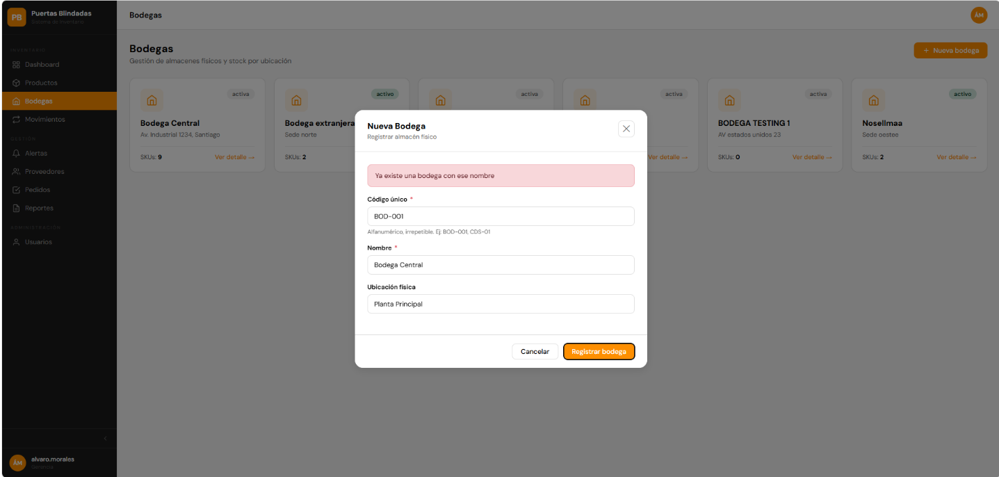 PB
Puertas Blindadas
Sistema de Inventario
Bodegas
ÁM
INVENTARIO
Dashboard
Productos
Bodegas
Movimientos
GESTIÓN
Alertas
Proveedores
Pedidos
Reportes
ADMINISTRACIÓN
Usuarios
ÁM
alvaro.morales
Gerencia
Bodegas
Gestión de almacenes físicos y stock por ubicación
+ Nueva bodega
activa
Bodega Central
Av. Industrial 1234, Santiago
SKUs: 9
Ver detalle →
activo
Bodega extranjera
Sede norte
SKUs: 2
activa
activa
Ver detalle →
activa
BODEGA TESTING 1
AV estados unidos 23
SKUs: 0
Ver detalle →
activo
Nosellmaa
Sede oestee
SKUs: 2
Ver detalle →
Nueva Bodega
Registrar almacén físico
Ya existe una bodega con ese nombre
Código único *
BOD-001
Alfanumérico, irrepetible. Ej: BOD-001, CDS-01
Nombre *
Bodega Central
Ubicación física
Planta Principal
Cancelar
Registrar bodega